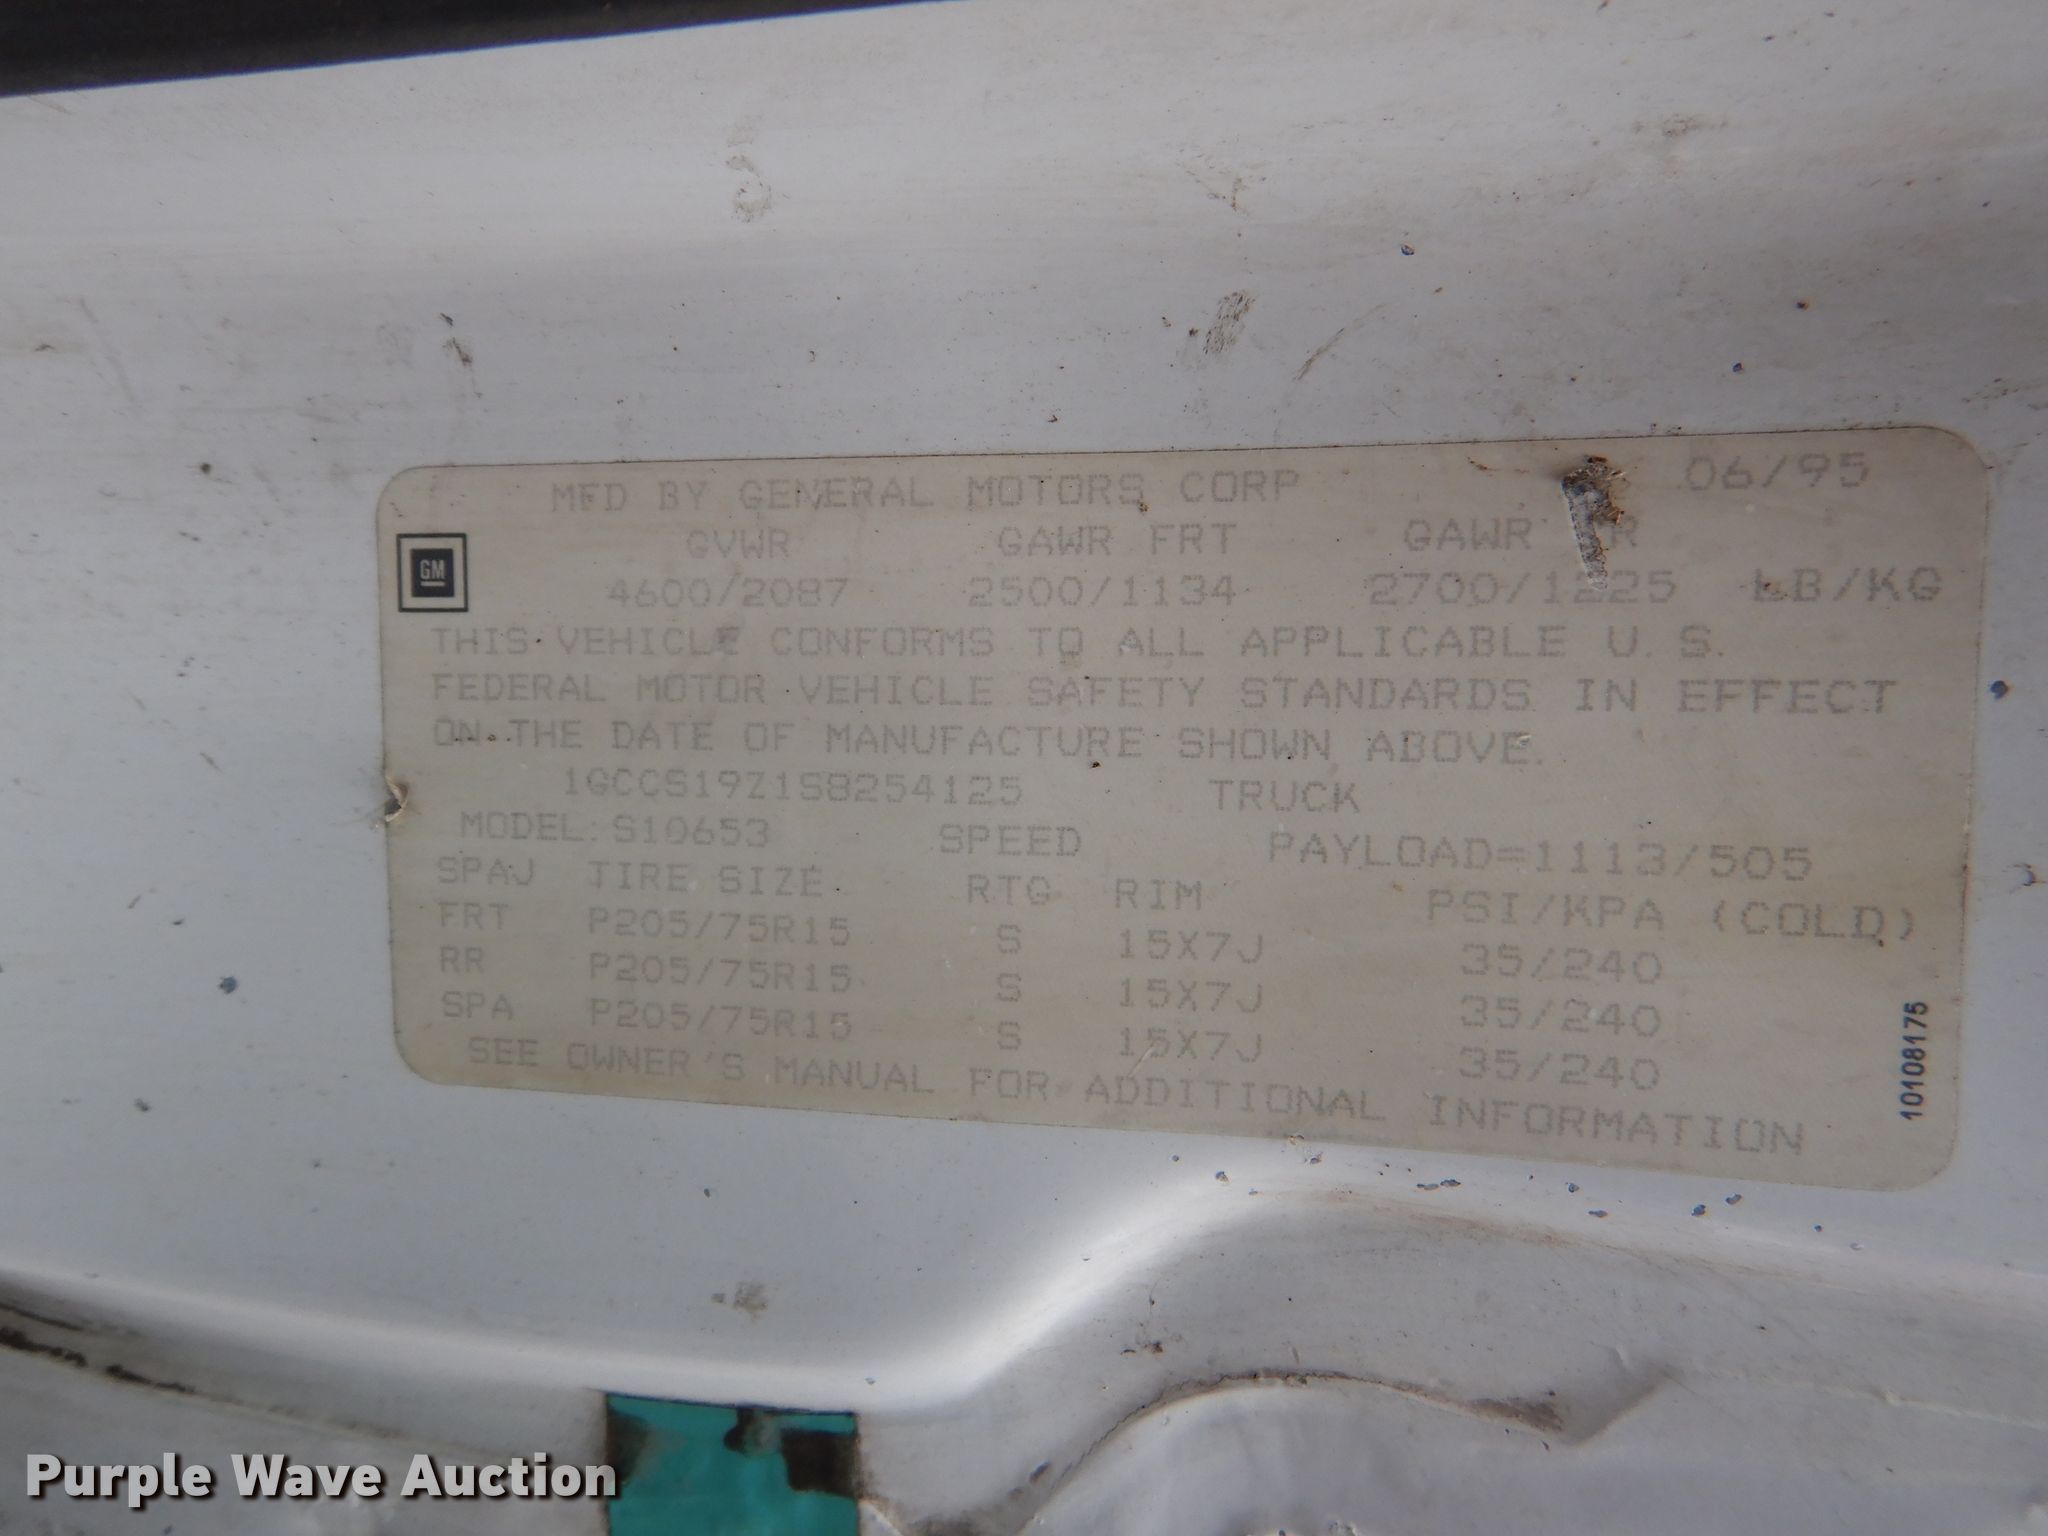 MFD BY GENERAL MOTORS CORP 06/95
GVWR GAWR FRT GAWR RR
4600/2087 2500/1134 2700/1225 LB/KG
GM
THIS VEHICLE CONFORMS TO ALL APPLICABLE U.S.
FEDERAL MOTOR VEHICLE SAFETY STANDARDS IN EFFECT
ON THE DATE OF MANUFACTURE SHOWN ABOVE.
1GCCS19Z1S8254125 TRUCK
MODEL: S10653 SPEED PAYLOAD=1113/505
SPAJ TIRE SIZE RTG RIM PSI/KPA (COLD)
FRT P205/75R15 S 15X7J 35/240
RR P205/75R15 S 15X7J 35/240
SPA P205/75R15 S 15X7J 35/240
SEE OWNER'S MANUAL FOR ADDITIONAL INFORMATION
10108175
Purple Wave Auction